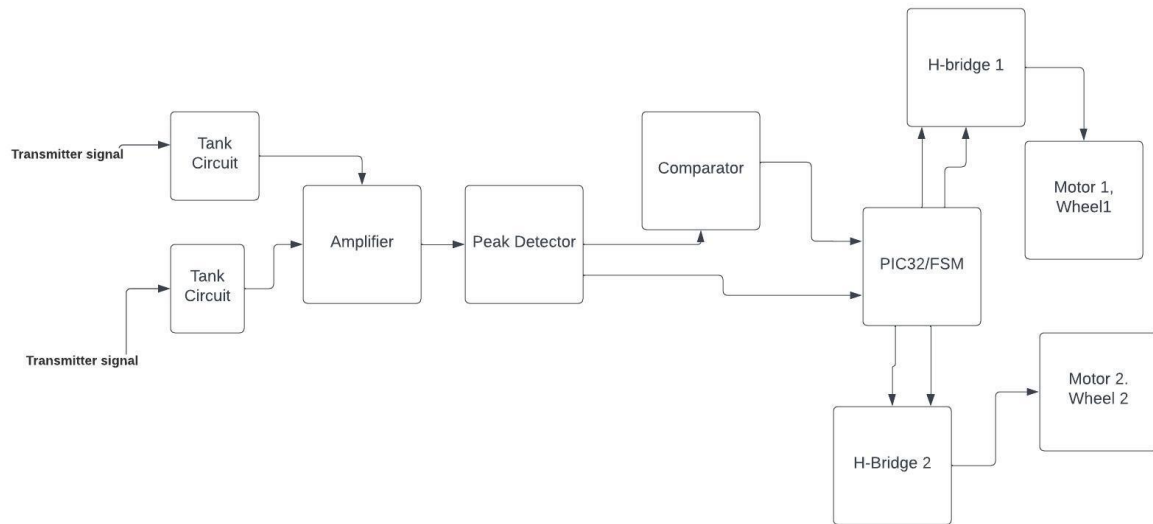 H-bridge 1
Transmitter signal
Tank
Circuit
Comparator
Motor 1,
Wheel1
Amplifier
Peak Detector
PIC32/FSM
Tank
Circuit
Transmitter signal
Motor 2.
Wheel 2
H-Bridge 2